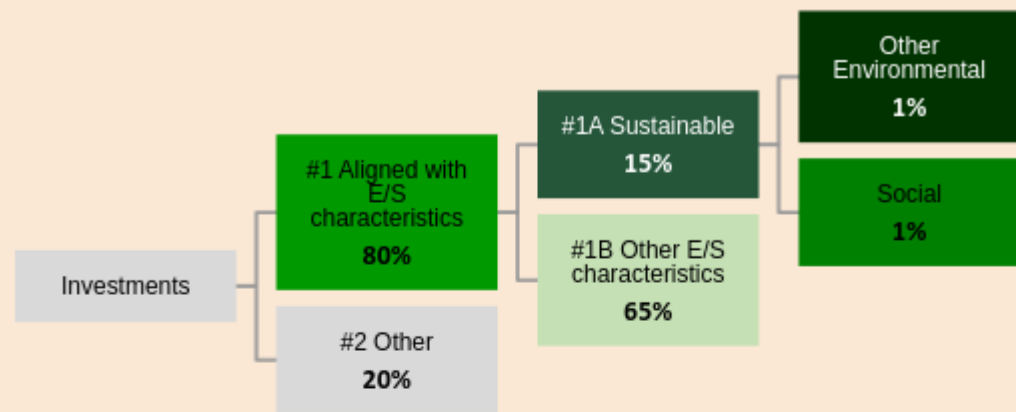 Investments
#1 Aligned with
E/S
characteristics
80%
#2 Other
20%
#1A Sustainable
15%
#1B Other E/S
characteristics
65%
Other
Environmental
1%
Social
1%